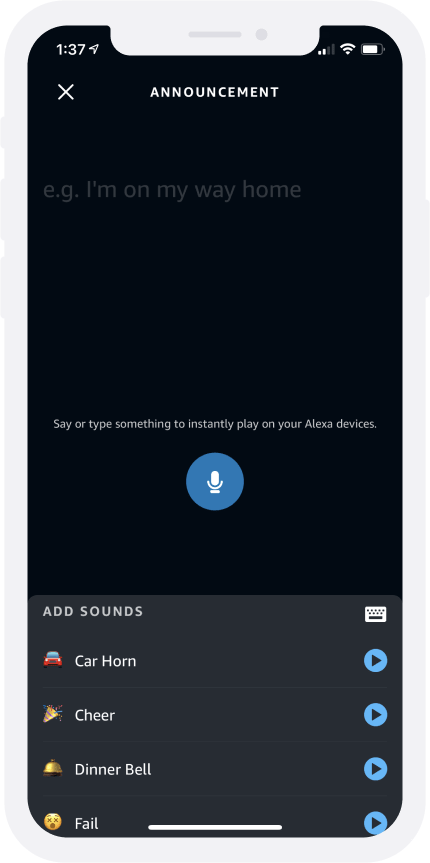 1:37
ANNOUNCEMENT
e.g. I'm on my way home
Say or type something to instantly play on your Alexa devices.
ADD SOUNDS
Car Horn
Cheer
Dinner Bell
Fail